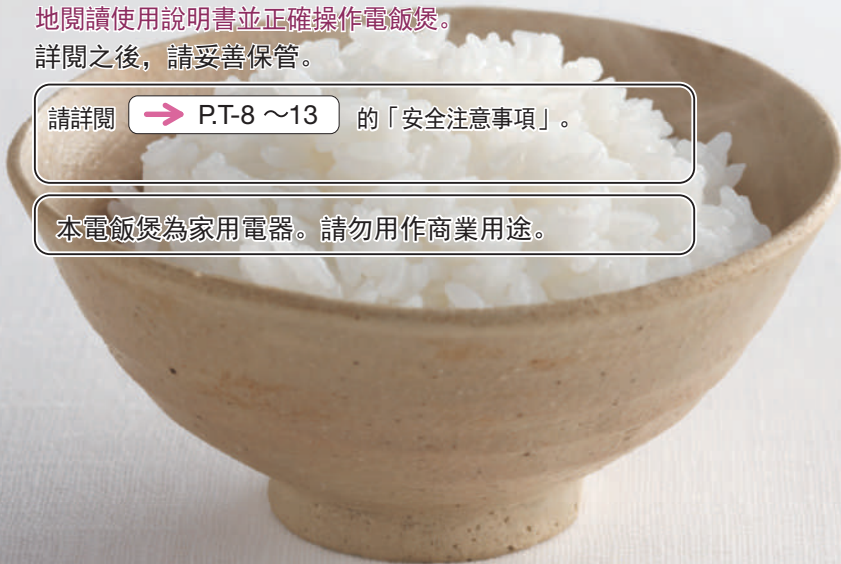 地閱讀使用說明書並正確操作電飯煲。
詳閱之後，請妥善保管。
請詳閱 → P.T-8 ～13 的「安全注意事項」。
本電飯煲為家用電器。請勿用作商業用途。